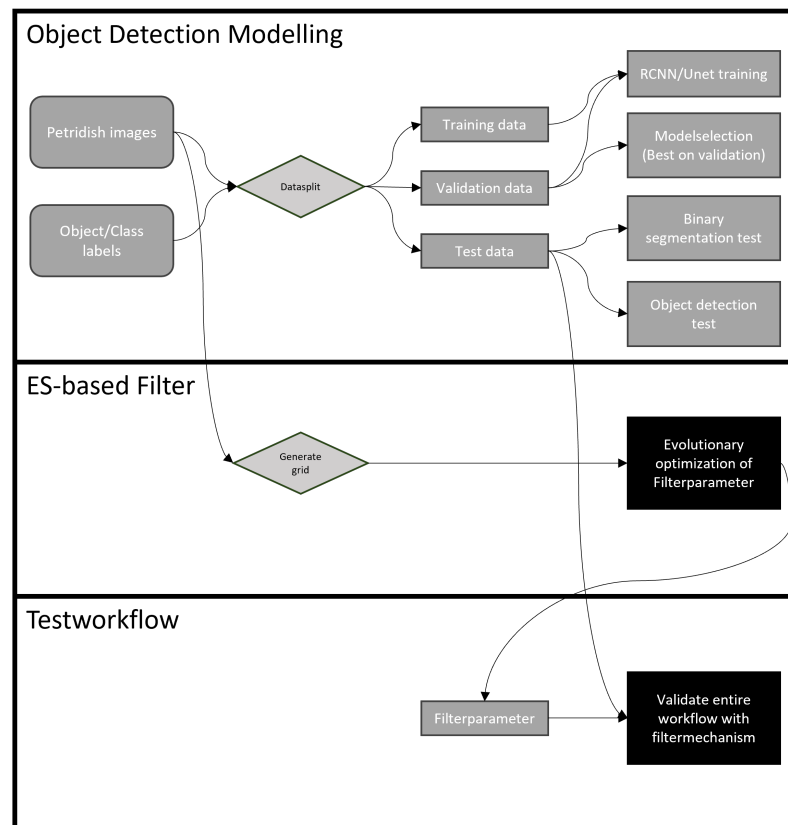 Object Detection Modelling
Petridish images
Object/Class
labels
Datasplit
Training data
Validation data
Test data
RCNN/Unet training
Modelselection
(Best on validation)
Binary
segmentation test
Object detection
test
ES-based Filter
Generate
grid
Evolutionary
optimization of
Filterparameter
Testworkflow
Filterparameter
Validate entire
workflow with
filtermechanism